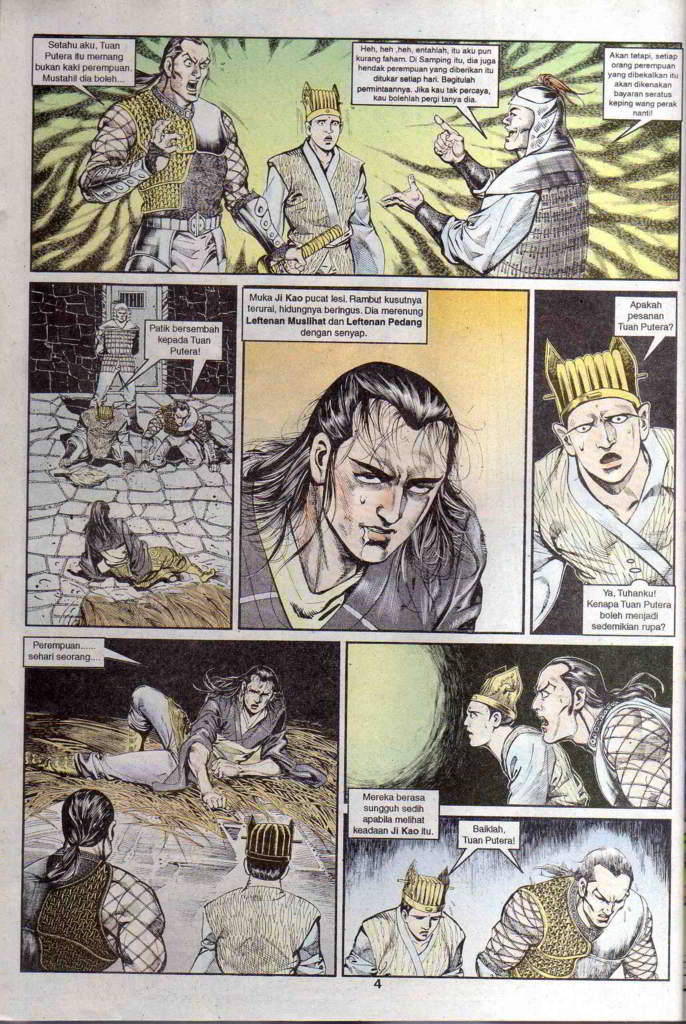 Setahu aku, Tuan
Putera itu memang
bukan kaki perempuan.
Mustahil dia boleh...
Heh, heh ,heh, entahlah, itu aku pun
kurang faham. Di Samping itu, dia juga
hendak perempuan yang diberikan itu
ditukar setiap hari. Begitulah
permintaannya. Jika kau tak percaya,
kau bolehlah pergi tanya dia.
Akan tetapi, setiap
orang perempuan
yang dibekalkan itu
akan dikenakan
bayaran seratus
keping wang perak
nanti!
Patik bersembah
kepada Tuan
Putera!
Muka Ji Kao pucat lesi. Rambut kusutnya
terurai, hidungnya beringus. Dia merenung
Leftenan Muslihat dan Leftenan Pedang
dengan senyap.
Apakah
pesanan
Tuan Putera?
Ya, Tuhanku!
Kenapa Tuan Putera
boleh menjadi
sedemikian rupa?
Perempuan......
sehari seorang....
Mereka berasa
sungguh sedih
apabila melihat
keadaan Ji Kao itu.
Baiklah,
Tuan Putera!
4